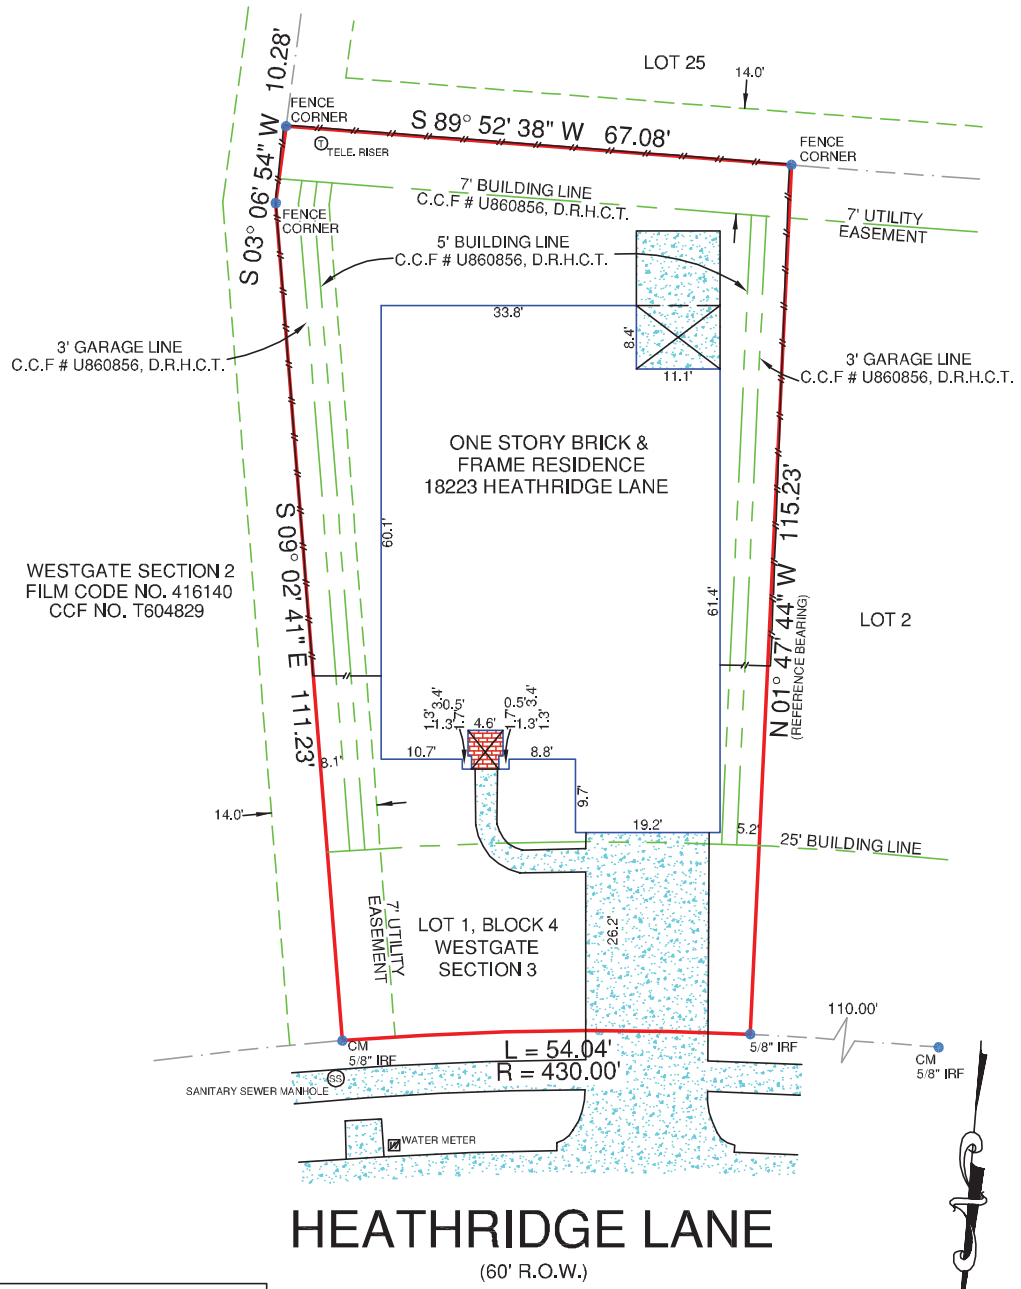 LOT 25
14.0'
10.28'
S 03° 06' 54" W
FENCE
CORNER
S 89° 52' 38" W 67.08'
FENCE
CORNER
T
TELE. RISER
7' BUILDING LINE
C.C.F # U860856, D.R.H.C.T.
7' UTILITY
EASEMENT
FENCE
CORNER
5' BUILDING LINE
C.C.F # U860856, D.R.H.C.T.
33.8'
8.4'
11.1'
3' GARAGE LINE
C.C.F # U860856, D.R.H.C.T.
3' GARAGE LINE
C.C.F # U860856, D.R.H.C.T.
ONE STORY BRICK &
FRAME RESIDENCE
18223 HEATHRIDGE LANE
60.1'
61.4'
S 09° 02' 41" E 111.23'
N 01° 47' 44" W 115.23'
(REFERENCE BEARING)
WESTGATE SECTION 2
FILM CODE NO. 416140
CCF NO. T604829
LOT 2
1.3'
3.4'
0.5'
1.3'
1.7'
4.6'
0.5'
3.4'
1.7'
1.3'
1.3'
10.7'
8.8'
8.1'
9.7'
14.0'
19.2'
5.2'
25' BUILDING LINE
7' UTILITY
EASEMENT
LOT 1, BLOCK 4
WESTGATE
SECTION 3
26.2'
110.00'
CM
5/8" IRF
L = 54.04'
R = 430.00'
5/8" IRF
CM
5/8" IRF
SS
SANITARY SEWER MANHOLE
W
WATER METER
HEATHRIDGE LANE
(60' R.O.W.)